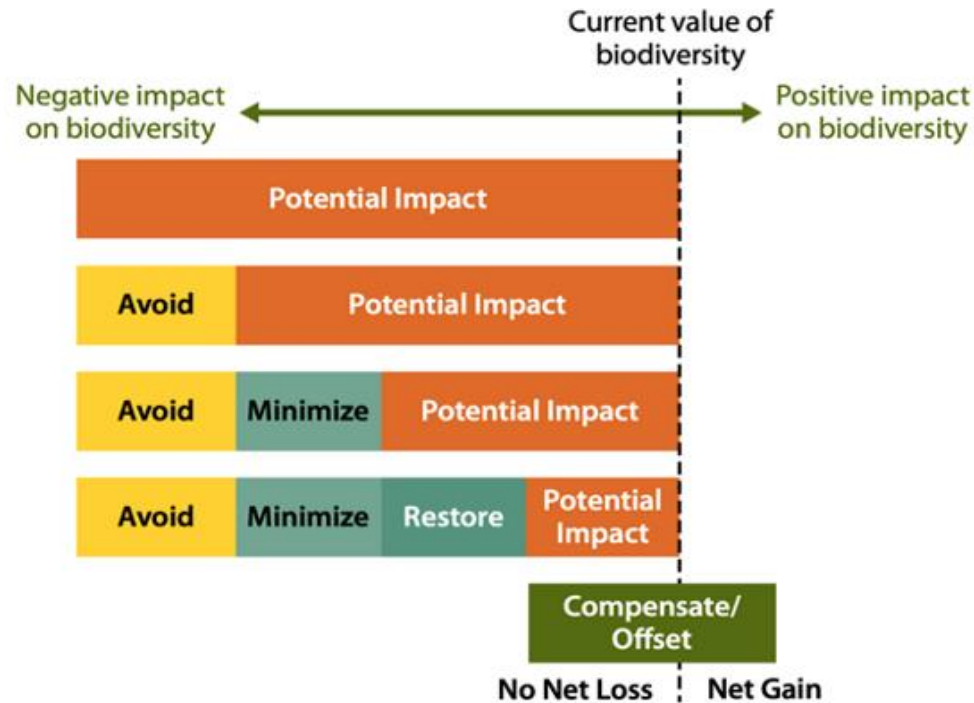 Current value of
biodiversity
Negative impact
on biodiversity
Positive impact
on biodiversity
Potential Impact
Avoid
Potential Impact
Avoid
Minimize
Potential Impact
Avoid
Minimize
Restore
Potential
Impact
Compensate/
Offset
No Net Loss
Net Gain